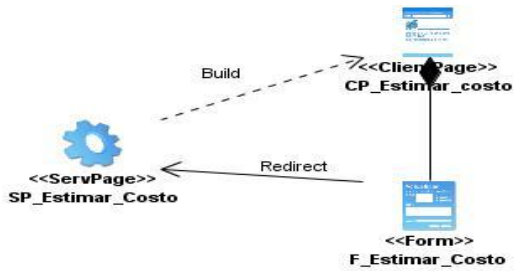 Build
<<ClientPage>>
CP_Estimar_costo
<<ServPage>>
SP_Estimar_Costo
Redirect
<<Form>>
F_Estimar_Costo